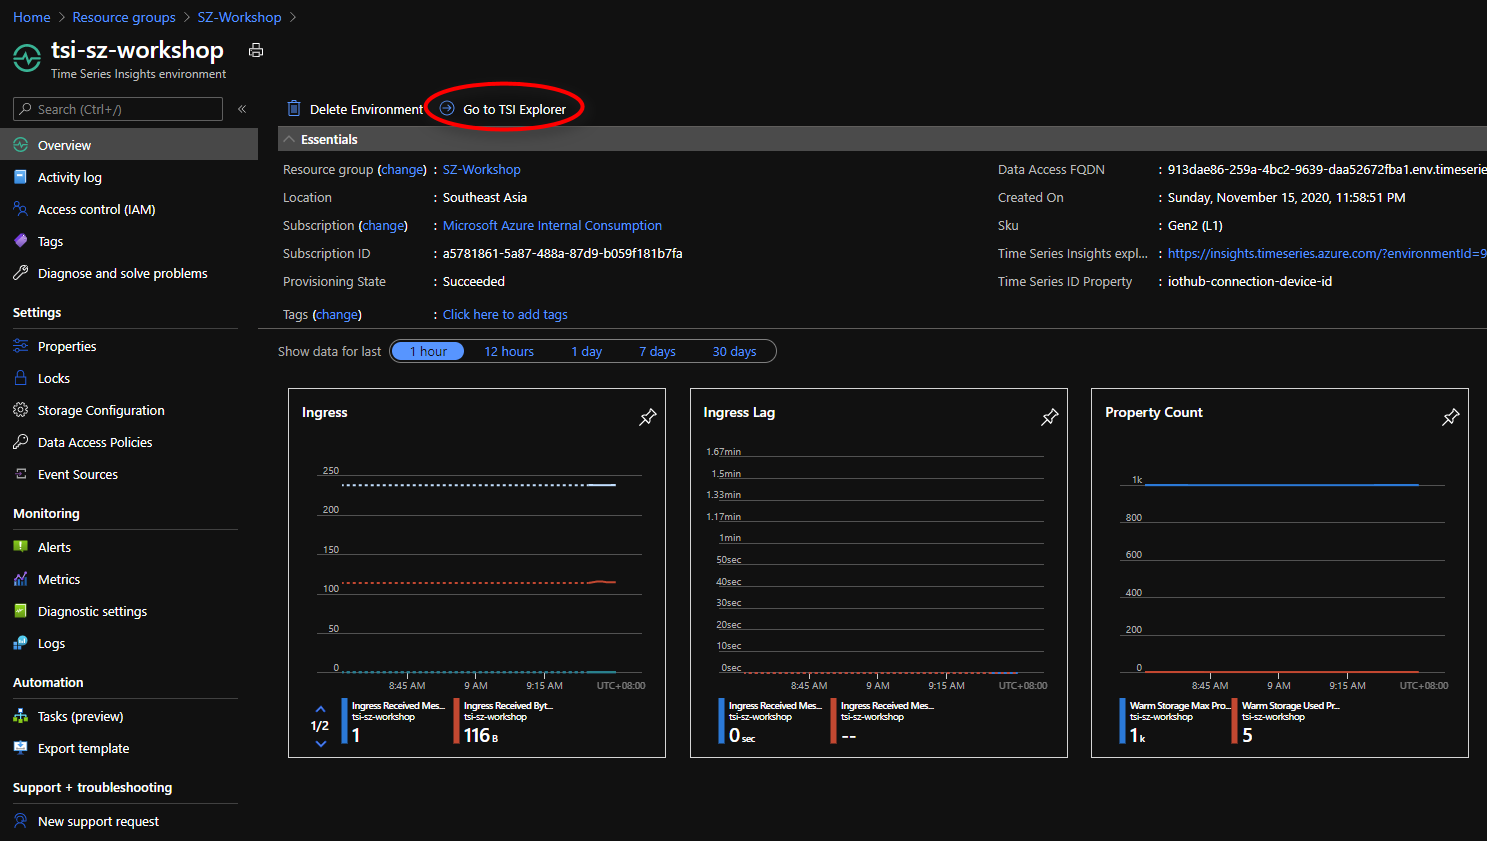 Home > Resource groups > SZ-Workshop >
tsi-sz-workshop
Time Series Insights environment
Search (Ctrl+/)
«
Overview
Activity log
Access control (IAM)
Tags
Diagnose and solve problems
Settings
Properties
Locks
Storage Configuration
Data Access Policies
Event Sources
Monitoring
Alerts
Metrics
Diagnostic settings
Logs
Automation
Tasks (preview)
Export template
Support + troubleshooting
New support request
Delete Environment
Go to TSI Explorer
Essentials
Resource group (change) : SZ-Workshop
Location : Southeast Asia
Subscription (change) : Microsoft Azure Internal Consumption
Subscription ID : a5781861-5a87-488a-87d9-b059f181b7fa
Provisioning State : Succeeded
Tags (change) : Click here to add tags
Data Access FQDN : 913dae86-259a-4bc2-9639-daa52672fba1.env.timeserie
Created On : Sunday, November 15, 2020, 11:58:51 PM
Sku : Gen2 (L1)
Time Series Insights expl... : https://insights.timeseries.azure.com/?environmentId=9
Time Series ID Property : iothub-connection-device-id
Show data for last 1 hour 12 hours 1 day 7 days 30 days
Ingress
250
200
150
100
50
0
8:45 AM 9 AM 9:15 AM UTC+08:00
1/2
Ingress Received Mes...
tsi-sz-workshop
1
Ingress Received Byt...
tsi-sz-workshop
116 B
Ingress Lag
1.67min
1.5min
1.33min
1.17min
1min
50sec
40sec
30sec
20sec
10sec
0sec
8:45 AM 9 AM 9:15 AM UTC+08:00
Ingress Received Mes...
tsi-sz-workshop
0 sec
Ingress Received Mes...
tsi-sz-workshop
--
Property Count
1k
800
600
400
200
0
8:45 AM 9 AM 9:15 AM UTC+08:00
Warm Storage Max Pro...
tsi-sz-workshop
1 k
Warm Storage Used Pr...
tsi-sz-workshop
5